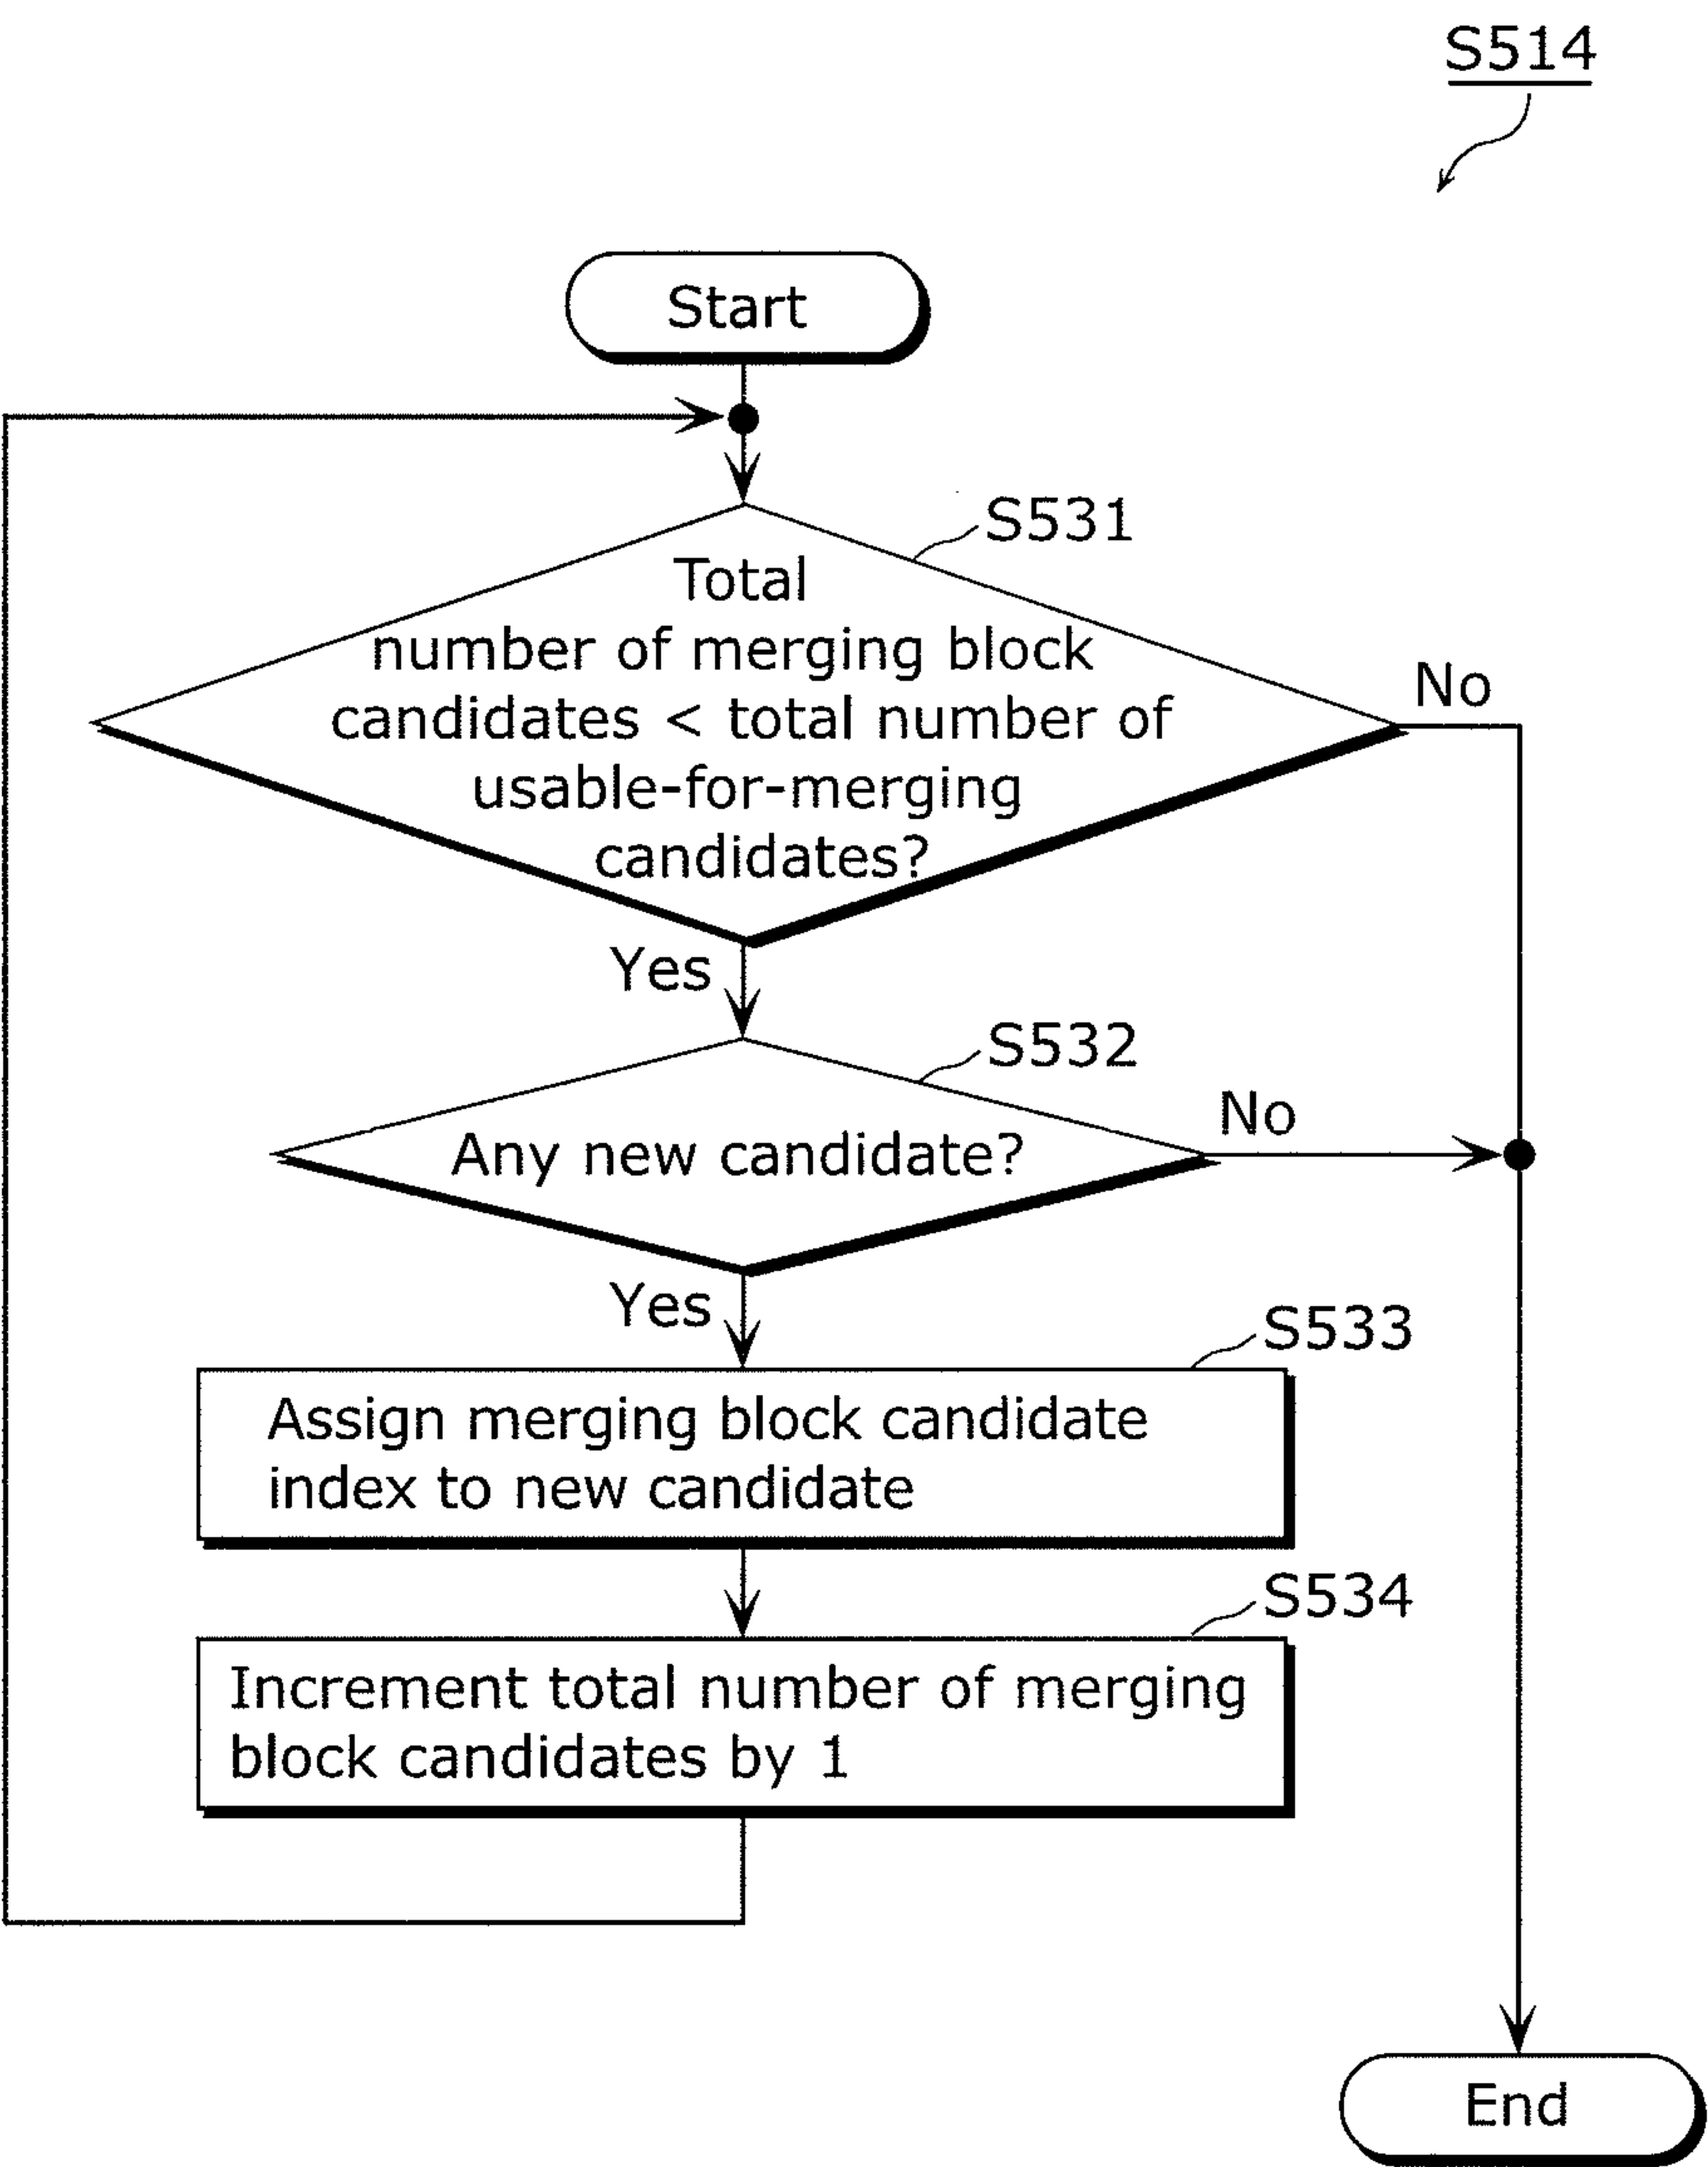 S514
Start
S531
Total
number of merging block
candidates < total number of
usable-for-merging
candidates?
No
Yes
S532
Any new candidate?
No
Yes
S533
Assign merging block candidate
index to new candidate
S534
Increment total number of merging
block candidates by 1
End